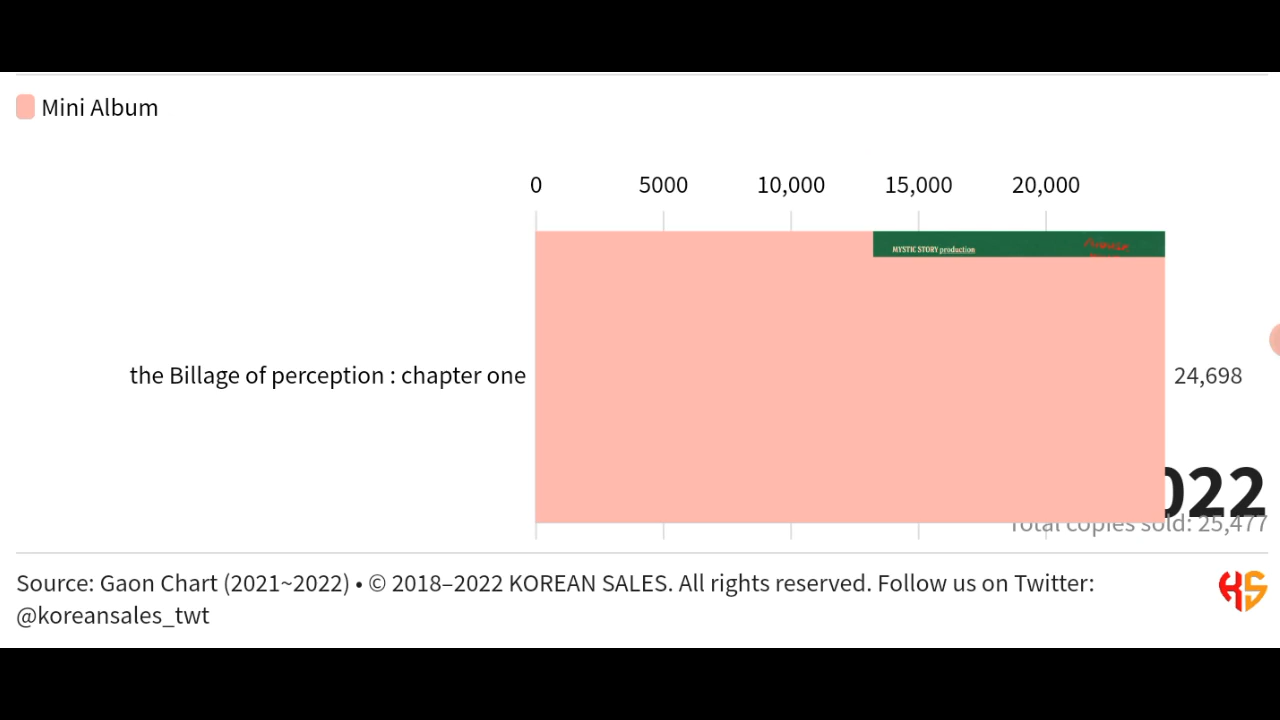 Mini Album
0 5000 10,000 15,000 20,000
MYSTIC STORY production
the Billage of perception : chapter one 24,698
022
Total copies sold: 25,477
Source: Gaon Chart (2021~2022) • © 2018–2022 KOREAN SALES. All rights reserved. Follow us on Twitter:
@koreansales_twt
KS